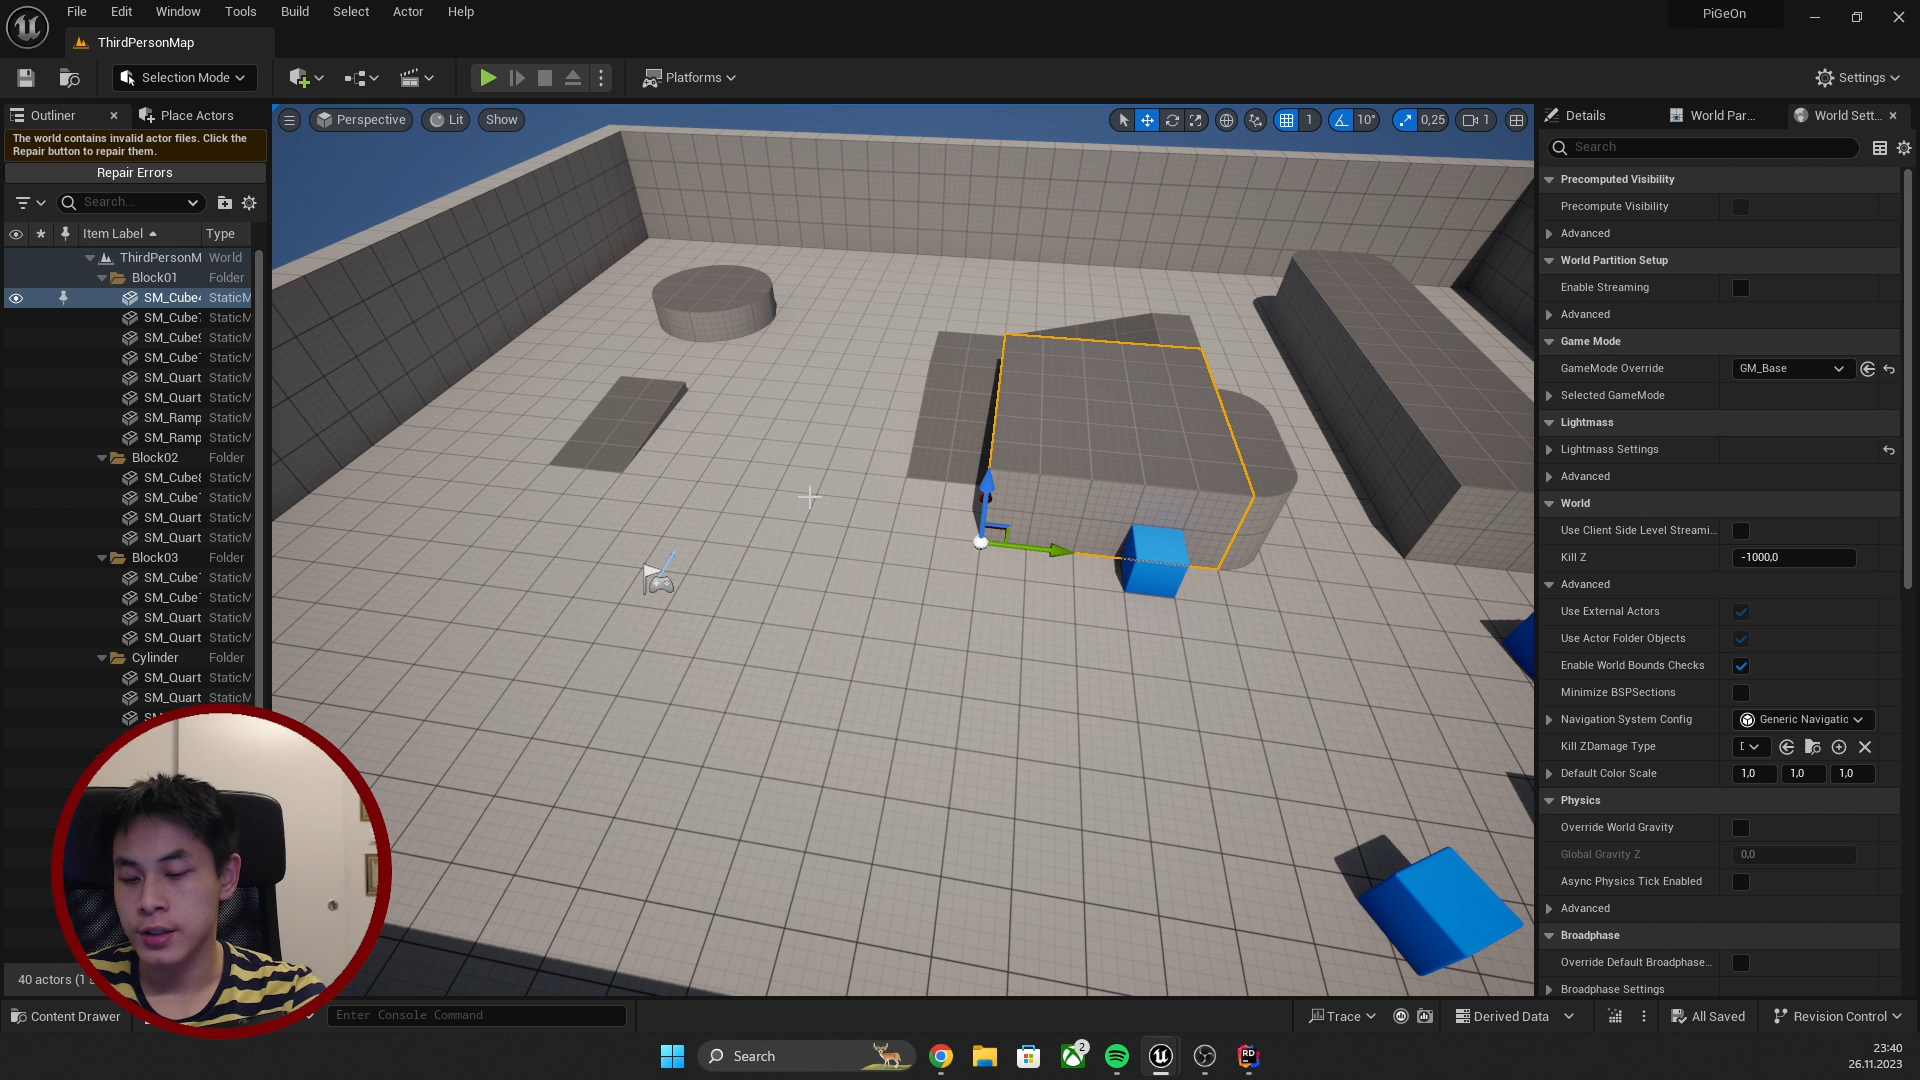 File Edit Window Tools Build Select Actor Help
PiGeOn
ThirdPersonMap
Selection Mode
Platforms
Settings
Outliner
Place Actors
The world contains invalid actor files. Click the
Repair button to repair them.
Repair Errors
Search...
Item Label Type
ThirdPersonM World
Block01 Folder
SM_Cube4 StaticM
SM_Cube StaticM
SM_Cube9 StaticM
SM_Cube StaticM
SM_Quart StaticM
SM_Quart StaticM
SM_Ramp StaticM
SM_Ramp StaticM
Block02 Folder
SM_Cube8 StaticM
SM_Cube StaticM
SM_Quart StaticM
SM_Quart StaticM
Block03 Folder
SM_Cube StaticM
SM_Cube StaticM
SM_Quart StaticM
SM_Quart StaticM
Cylinder Folder
SM_Quart StaticM
SM_Quart StaticM
StaticM
40 actors (1
Perspective Lit Show
1 10° 0,25 1
Details
World Par...
World Sett...
Search
Precomputed Visibility
Precompute Visibility
Advanced
World Partition Setup
Enable Streaming
Advanced
Game Mode
GameMode Override GM_Base
Selected GameMode
Lightmass
Lightmass Settings
Advanced
World
Use Client Side Level Streami...
Kill Z -1000,0
Advanced
Use External Actors
Use Actor Folder Objects
Enable World Bounds Checks
Minimize BSPSections
Navigation System Config Generic Navigatic
Kill ZDamage Type
Default Color Scale 1,0 1,0 1,0
Physics
Override World Gravity
Global Gravity Z 0,0
Async Physics Tick Enabled
Advanced
Broadphase
Override Default Broadphase...
Broadphase Settings
Content Drawer
Enter Console Command
Trace
Derived Data
All Saved
Revision Control
Search
2
RD
23:40
26.11.2023